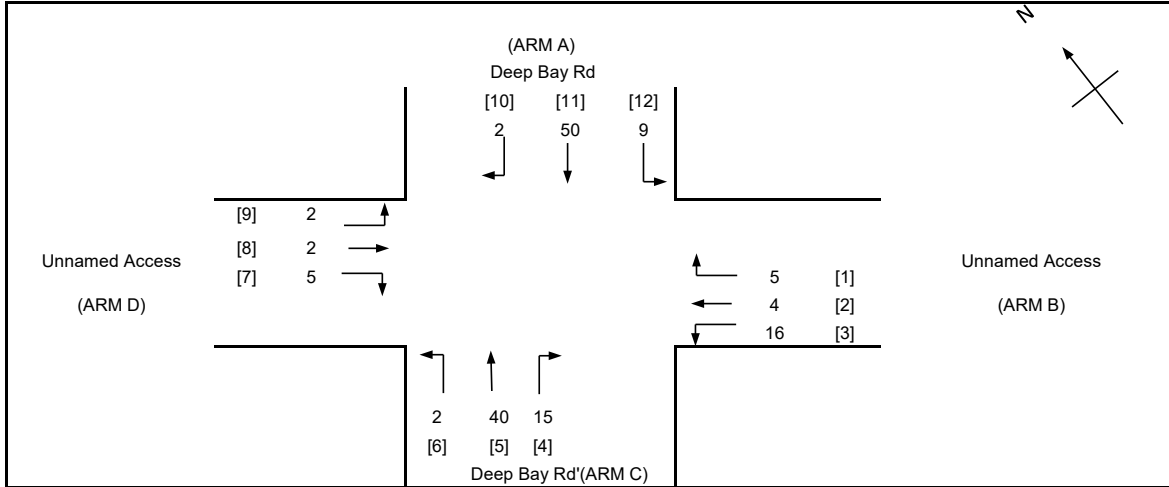 N
(ARM A)
Deep Bay Rd
[10] [11] [12]
2 50 9
[9] 2
[8] 2
[7] 5
Unnamed Access
(ARM D)
Unnamed Access
(ARM B)
5 [1]
4 [2]
16 [3]
2 40 15
[6] [5] [4]
Deep Bay Rd'(ARM C)